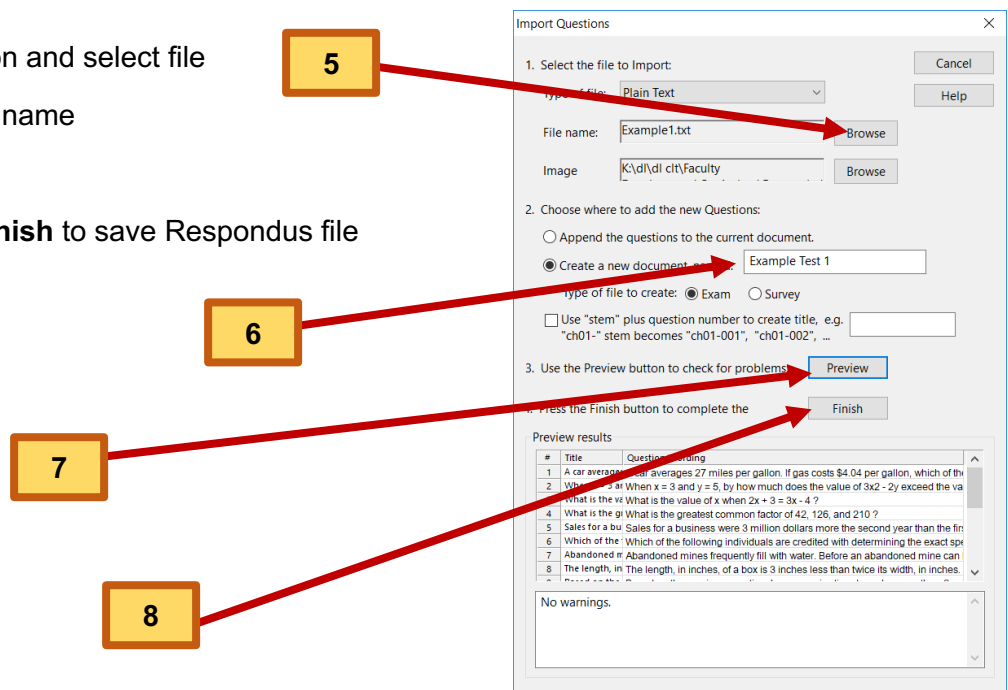 on and select file
name
nish to save Respondus file
5
6
7
8
Import Questions
1. Select the file to Import:
Cancel
Type of file: Plain Text
Help
File name: Example1.txt Browse
Image K:\dl\dl clt\Faculty Browse
2. Choose where to add the new Questions:
Append the questions to the current document.
Create a new document, Example Test 1
Type of file to create: Exam Survey
Use "stem" plus question number to create title, e.g.
"ch01-" stem becomes "ch01-001", "ch01-002", ...
3. Use the Preview button to check for problems Preview
Press the Finish button to complete the Finish
Preview results
# Title Question Wording
1 A car averages car averages 27 miles per gallon. If gas costs $4.04 per gallon, which of the
2 When x = 3 and y = 5, by how much does the value of 3x2 - 2y exceed the va
What is the va What is the value of x when 2x + 3 = 3x - 4 ?
4 What is the g What is the greatest common factor of 42, 126, and 210 ?
5 Sales for a bu Sales for a business were 3 million dollars more the second year than the firs
6 Which of the Which of the following individuals are credited with determining the exact spe
7 Abandoned m Abandoned mines frequently fill with water. Before an abandoned mine can
8 The length, in The length, in inches, of a box is 3 inches less than twice its width, in inches.
No warnings.